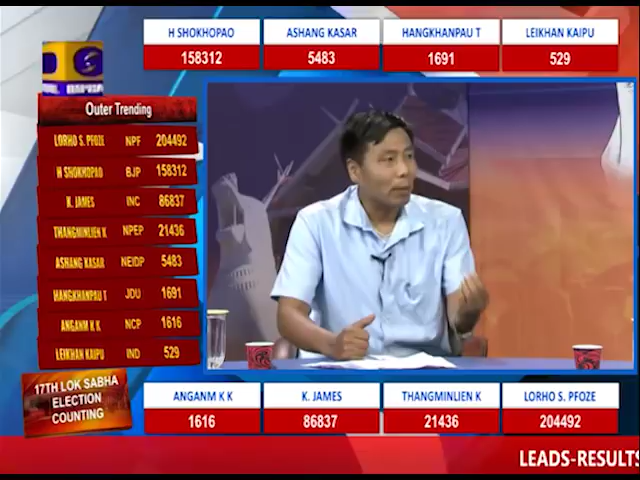 H SHOKHOPAO ASHANG KASAR HANGKHANPAU T LEIKHAN KAIPU
158312 5483 1691 529
Outer Trending
LORHO S. PFOZE NPF 204492
H SHOKHOPAO BJP 158312
K. JAMES INC 86837
THANGMINLIEN K NPEP 21436
ASHANG KASAR NEIDP 5483
HANGKHANPAU T JDU 1691
ANGANM K K NCP 1616
LEIKHAN KAIPU IND 529
17TH LOK SABHA
ELECTION
COUNTING
ANGANM K K K. JAMES THANGMINLIEN K LORHO S. PFOZE
1616 86837 21436 204492
LEADS-RESULTS